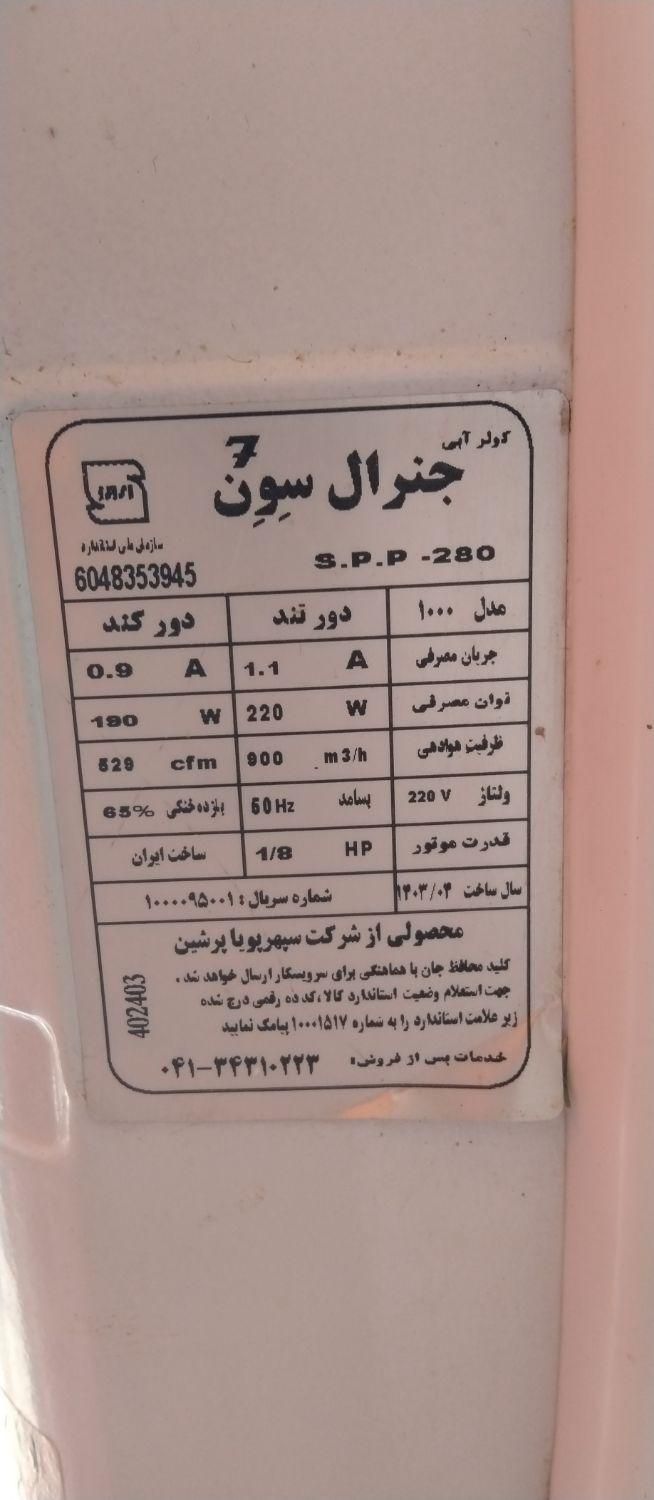 کولر آبی
جنرال سِوِن 7
سازمان ملی استاندارد
S.P.P -280
6048353945
مدل ۱۰۰۰ دور تند دور کند
جریان مصرفی 1.1 A 0.9 A
توان مصرفی 220 W 190 W
ظرفیت هوادهی 900 m3/h 529 cfm
ولتاژ 220 V بسامد 50 Hz بازده خنکی 65%
قدرت موتور 1/8 HP ساخت ایران
سال ساخت ۱۴۰۳/۰۴ شماره سریال : ۱۰۰۰۰۹۵۰۰۱
محصولی از شرکت سپهرپویا پرشین
کلید محافظ جان با هماهنگی برای سرویسکار ارسال خواهد شد .
جهت استعلام وضعیت استاندارد کالا ، کد ده رقمی درج شده
زیر علامت استاندارد را به شماره ۱۰۰۰۱۵۱۷ پیامک نمایید
402403
خدمات پس از فروش: ۰۴۱-۳۴۳۱۰۲۲۳